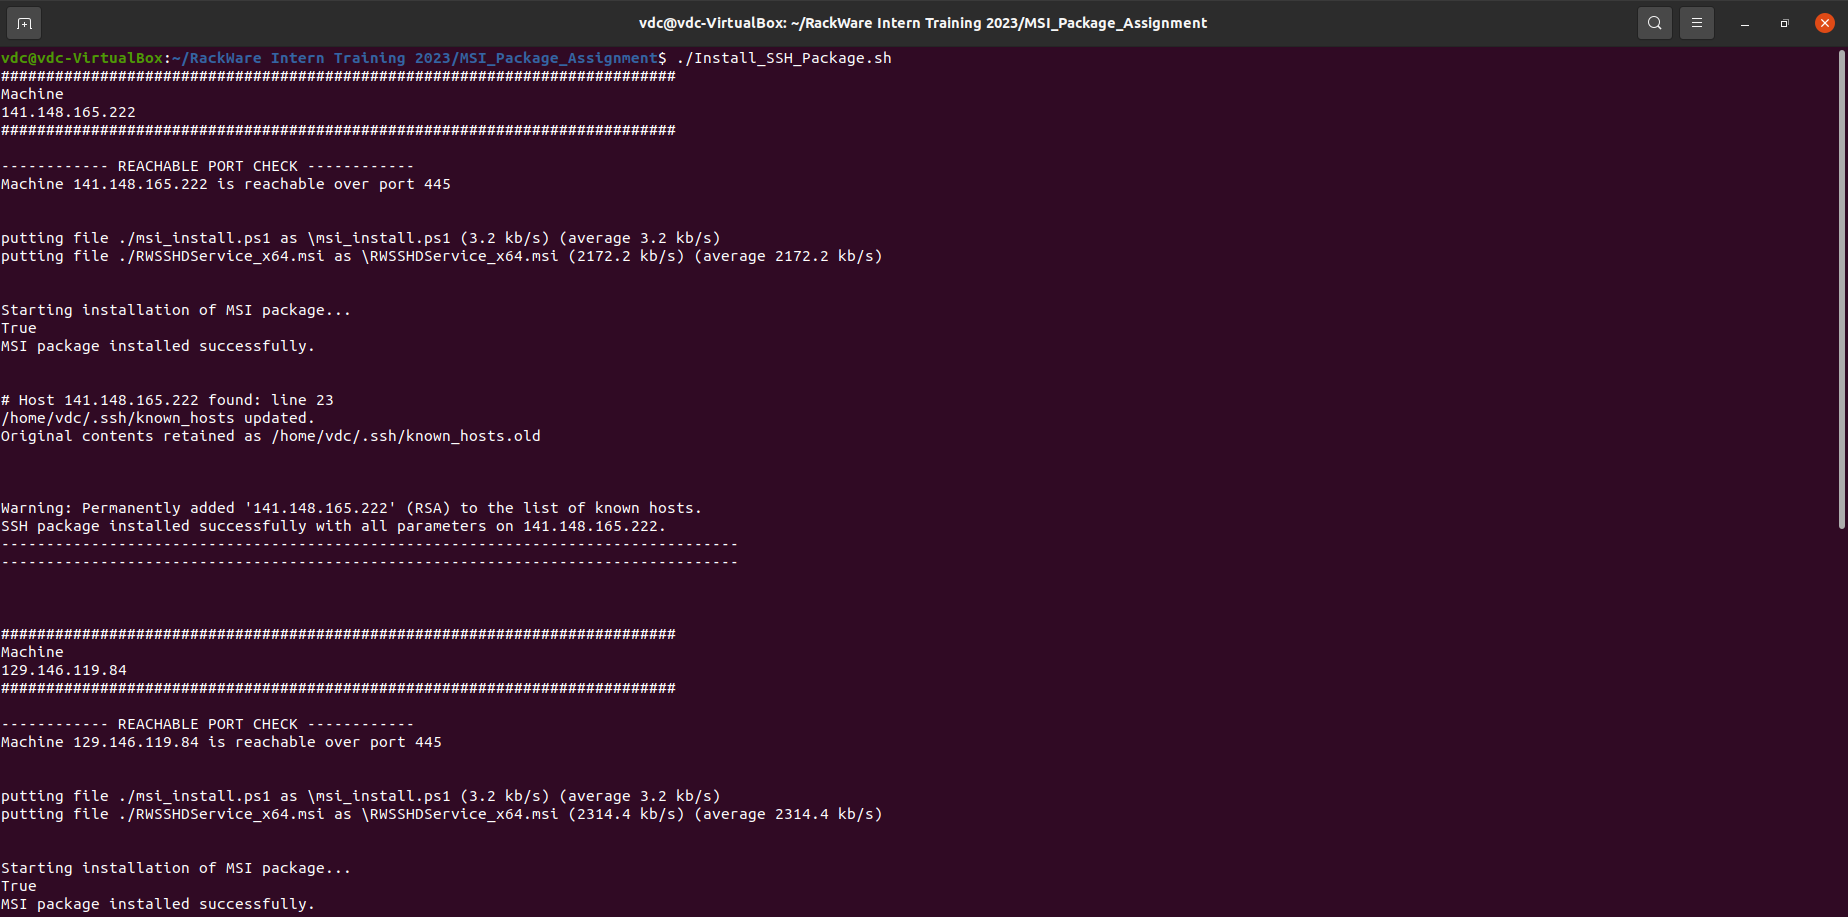 vdc@vdc-VirtualBox: ~/RackWare Intern Training 2023/MSI_Package_Assignment
vdc@vdc-VirtualBox:~/RackWare Intern Training 2023/MSI_Package_Assignment$ ./Install_SSH_Package.sh
###########################################################################
Machine
141.148.165.222
###########################################################################
------------ REACHABLE PORT CHECK ------------
Machine 141.148.165.222 is reachable over port 445
putting file ./msi_install.ps1 as \msi_install.ps1 (3.2 kb/s) (average 3.2 kb/s)
putting file ./RWSSHDService_x64.msi as \RWSSHDService_x64.msi (2172.2 kb/s) (average 2172.2 kb/s)
Starting installation of MSI package...
True
MSI package installed successfully.
# Host 141.148.165.222 found: line 23
/home/vdc/.ssh/known_hosts updated.
Original contents retained as /home/vdc/.ssh/known_hosts.old
Warning: Permanently added '141.148.165.222' (RSA) to the list of known hosts.
SSH package installed successfully with all parameters on 141.148.165.222.
----------------------------------------------------------------------------------
----------------------------------------------------------------------------------
###########################################################################
Machine
129.146.119.84
###########################################################################
------------ REACHABLE PORT CHECK ------------
Machine 129.146.119.84 is reachable over port 445
putting file ./msi_install.ps1 as \msi_install.ps1 (3.2 kb/s) (average 3.2 kb/s)
putting file ./RWSSHDService_x64.msi as \RWSSHDService_x64.msi (2314.4 kb/s) (average 2314.4 kb/s)
Starting installation of MSI package...
True
MSI package installed successfully.